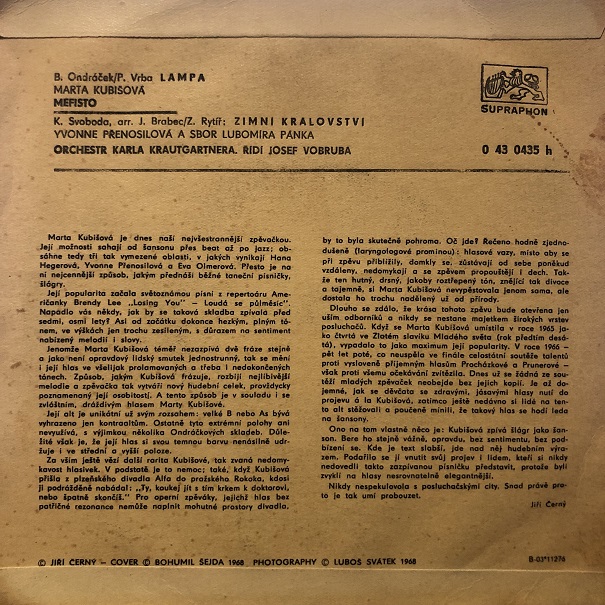 B. Ondráček/P. Vrba LAMPA
MARTA KUBIŠOVÁ
MEFISTO
K. Svoboda, arr. J. Brabec/Z. Rytíř: ZIMNÍ KRÁLOVSTVÍ
YVONNE PŘENOSILOVÁ A SBOR LUBOMÍRA PÁNKA
ORCHESTR KARLA KRAUTGARTNERA. ŘÍDÍ JOSEF VOBRUBA
SUPRAPHON
0 43 0435 h
Marta Kubišová je dnes naší nejvšestrannější zpěvačkou.
Její možnosti sahají od šansonu přes beat až po jazz; ob-
sáhne tedy tři tak vymezené oblasti, v jakých vynikají Hana
Hegerová, Yvonne Přenosilová a Eva Olmerová. Přesto je na
ní nejcennější způsob, jakým přednáší běžné taneční písničky,
šlágry.
Její popularita začala světoznámou písní z repertoáru Ame-
ričanky Brendy Lee „Losing You" — Loudá se půlměsíc".
Napadlo vás někdy, jak by se taková skladba zpívala před
sedmi, osmi lety? Asi od začátku dokonce hezkým, plným tó-
nem, ve výškách jen trochu zesíleným, s důrazem na sentiment
nabízený melodií i slovy.
Jenomže Marta Kubišová téměř nezazpívá dvě fráze stejně
a jako není opravdový lidský smutek jednostrunný, tak se mění
i její hlas ve všelijak prolamovaných a třeba i nedokončených
tónech. Způsob, jakým Kubišová frázuje, rozbíjí nejlíbivější
melodie a zpěvačka tak vytváří nový hudební celek, pravdivě
poznamenaný její osobitostí. A tento způsob je v souladu i se
zvláštním, dráždivým hlasem Marty Kubišové.
Její alt je unikátní už svým rozsahem: velké B nebo As bývá
vyhrazeno jen kontraaltům. Ostatně tyto extrémní polohy ani
nevyužívá, s výjimkou několika Ondráčkových skladeb. Důle-
žité však je, že její hlas si svou temnou barvu nenásilně udr-
žuje i ve střední a vyšší poloze.
Za vším ještě vězí další rarita Kubišové, tak zvaná nedomy-
kavost hlasivek. V podstatě je to nemoc; také, když Kubišová
přišla z plzeňského divadla Alfa do pražského Rokoka, kdosi
jí podrážděně nabádal: „Ty, koukej jít s tím krkem k doktorovi,
nebo špatně skončíš." Pro operní zpěváky, jejichž hlas bez
patřičné rezonance nemůže naplnit mohutné prostory divadla,
by to byla skutečně pohroma. Oč jde? Řečeno hodně zjedno-
dušeně (laryngologové prominou): hlasové vazy, místo aby se
při zpěvu přiblížily, domkly se, zůstávají od sebe poněkud
vzdáleny, nedomykají a se zpěvem propouštějí i dech. Tak-
že ten hutný, drsný, jakoby roztřepený tón, znějící tak divoce
a tajemně, si Marta Kubišová nevypěstovala jenom sama, ale
dostala ho trochu nadělený už od přírody.
Dlouho se zdálo, že krása tohoto zpěvu bude otevřena jen
uším odborníků a nikdy se nestane majetkem širokých vrstev
posluchačů. Když se Marta Kubišová umístila v roce 1965 ja-
ko čtvrtá ve Zlatém slavíku Mladého světa (rok předtím desá-
tá), vypadalo to jako maximum její popularity. V roce 1966 —
pět let poté, co neuspěla ve finále celostátní soutěže talentů
proti vysloveně příjemným hlasům Procházkové a Prunerové —
však proti všemu očekávání zvítězila. Dnes už se žádná ze sou-
těží mladých zpěvaček neobejde bez jejích kopií. Je až do-
jemné, jak se děvčata se zdravými, jásavými hlasy nutí do
projevu à la Kubišová, zatímco ještě nedávno si lidé na ten-
to alt stěžovali a poučeně mínili, že takový hlas se hodí leda
na šansony.
Ono na tom vlastně něco je: Kubišová zpívá šlágr jako šan-
son. Bere ho stejně vážně, opravdu, bez sentimentu, bez pod-
bízení se. Kde je text slabší, jde nad něj hudebním výra-
zem. Podařilo se jí vnutit svůj projev i lidem, kteří si nikdy
nedovedli takto zazpívanou písničku představit, protože byli
zvyklí na hlasy nesrovnatelně elegantnější.
Nikdy nespekulovala s posluchačskými city. Snad právě pro-
to je tak umí probouzet.
Jiří Černý
© JIŘÍ ČERNÝ – COVER © BOHUMIL ŠEJDA 1968 PHOTOGRAPHY © LUBOŠ SVÁTEK 1968
B-03*11276